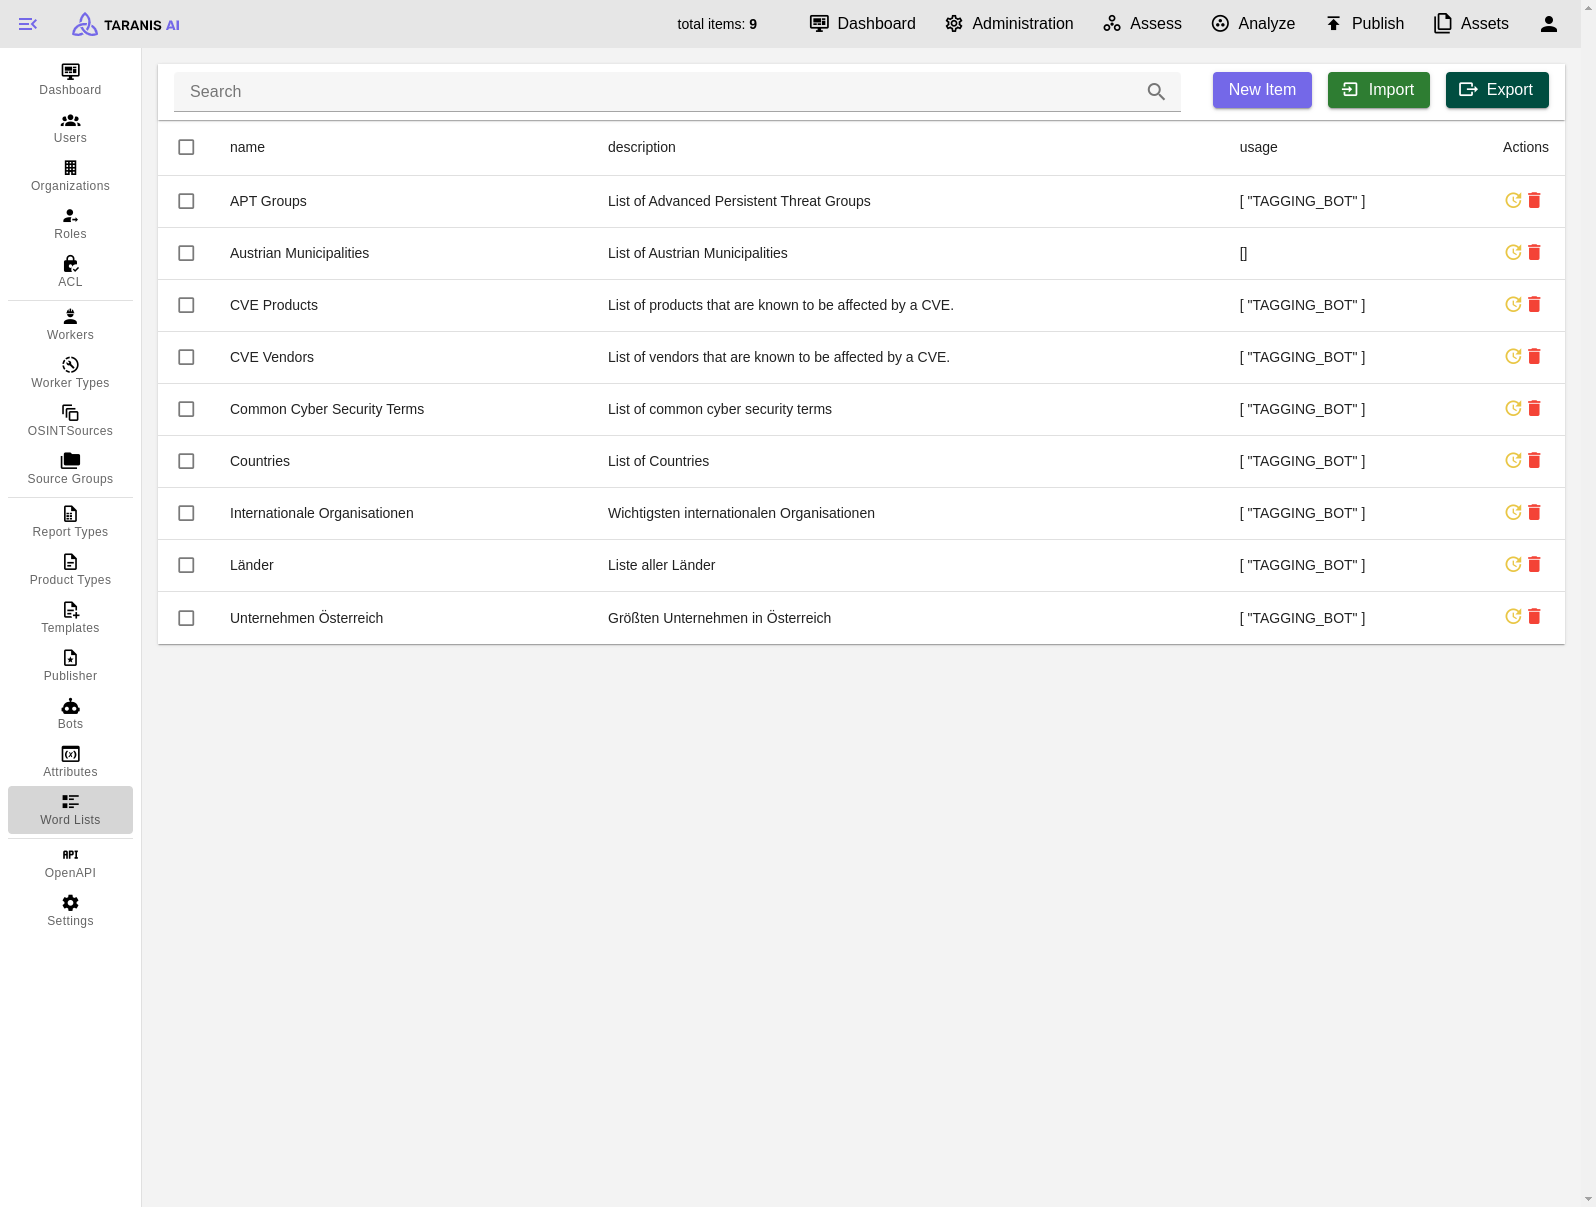 TARANIS AI
total items: 9
Dashboard
Administration
Assess
Analyze
Publish
Assets
Dashboard
Users
Organizations
Roles
ACL
Workers
Worker Types
OSINTSources
Source Groups
Report Types
Product Types
Templates
Publisher
Bots
Attributes
Word Lists
API
OpenAPI
Settings
Search
New Item
Import
Export
name description usage Actions
APT Groups List of Advanced Persistent Threat Groups [ "TAGGING_BOT" ]
Austrian Municipalities List of Austrian Municipalities []
CVE Products List of products that are known to be affected by a CVE. [ "TAGGING_BOT" ]
CVE Vendors List of vendors that are known to be affected by a CVE. [ "TAGGING_BOT" ]
Common Cyber Security Terms List of common cyber security terms [ "TAGGING_BOT" ]
Countries List of Countries [ "TAGGING_BOT" ]
Internationale Organisationen Wichtigsten internationalen Organisationen [ "TAGGING_BOT" ]
Länder Liste aller Länder [ "TAGGING_BOT" ]
Unternehmen Österreich Größten Unternehmen in Österreich [ "TAGGING_BOT" ]